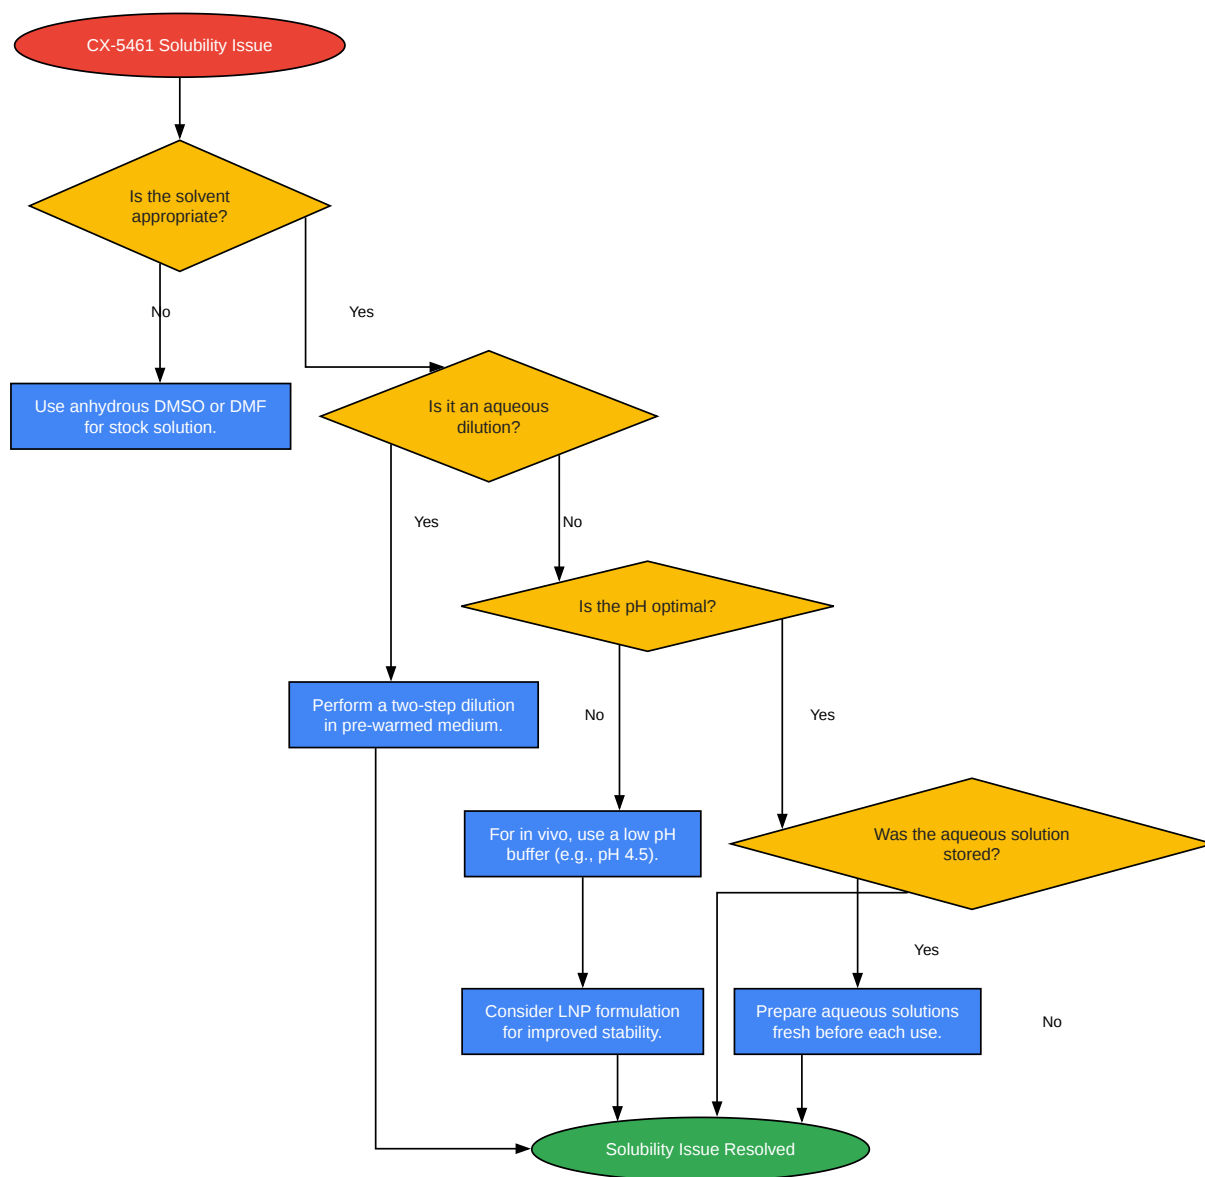 CX-5461 Solubility Issue
Is the solvent
appropriate?
No
Yes
Use anhydrous DMSO or DMF
for stock solution.
Is it an aqueous
dilution?
Yes
No
Is the pH optimal?
Perform a two-step dilution
in pre-warmed medium.
No
Yes
For in vivo, use a low pH
buffer (e.g., pH 4.5).
Was the aqueous solution
stored?
Yes
Consider LNP formulation
for improved stability.
Prepare aqueous solutions
fresh before each use.
No
Solubility Issue Resolved